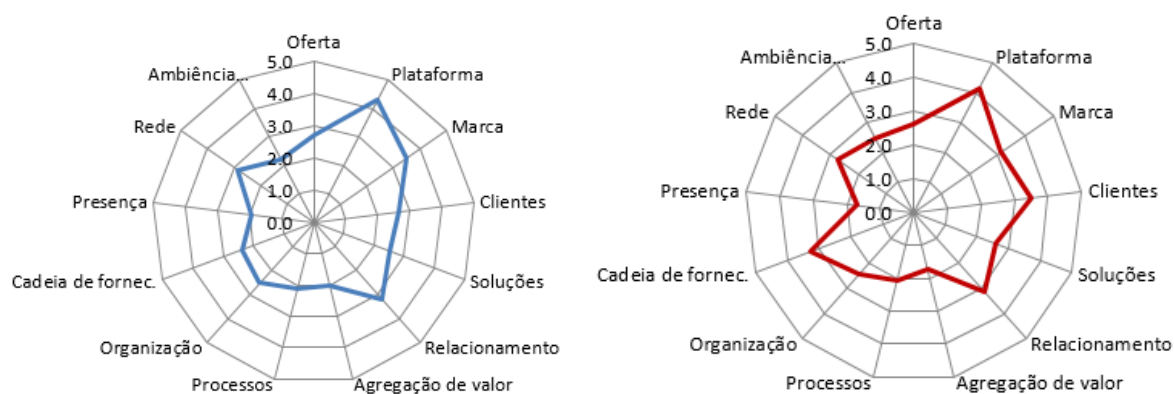 Oferta
Plataforma
Marca
Clientes
Soluções
Relacionamento
Agregação de valor
Processos
Organização
Cadeia de fornec.
Presença
Rede
Ambiência...
5.0
4.0
3.0
2.0
1.0
0.0
Oferta
Plataforma
Marca
Clientes
Soluções
Relacionamento
Agregação de valor
Processos
Organização
Cadeia de fornec.
Presença
Rede
Ambiência...
5.0
4.0
3.0
2.0
1.0
0.0